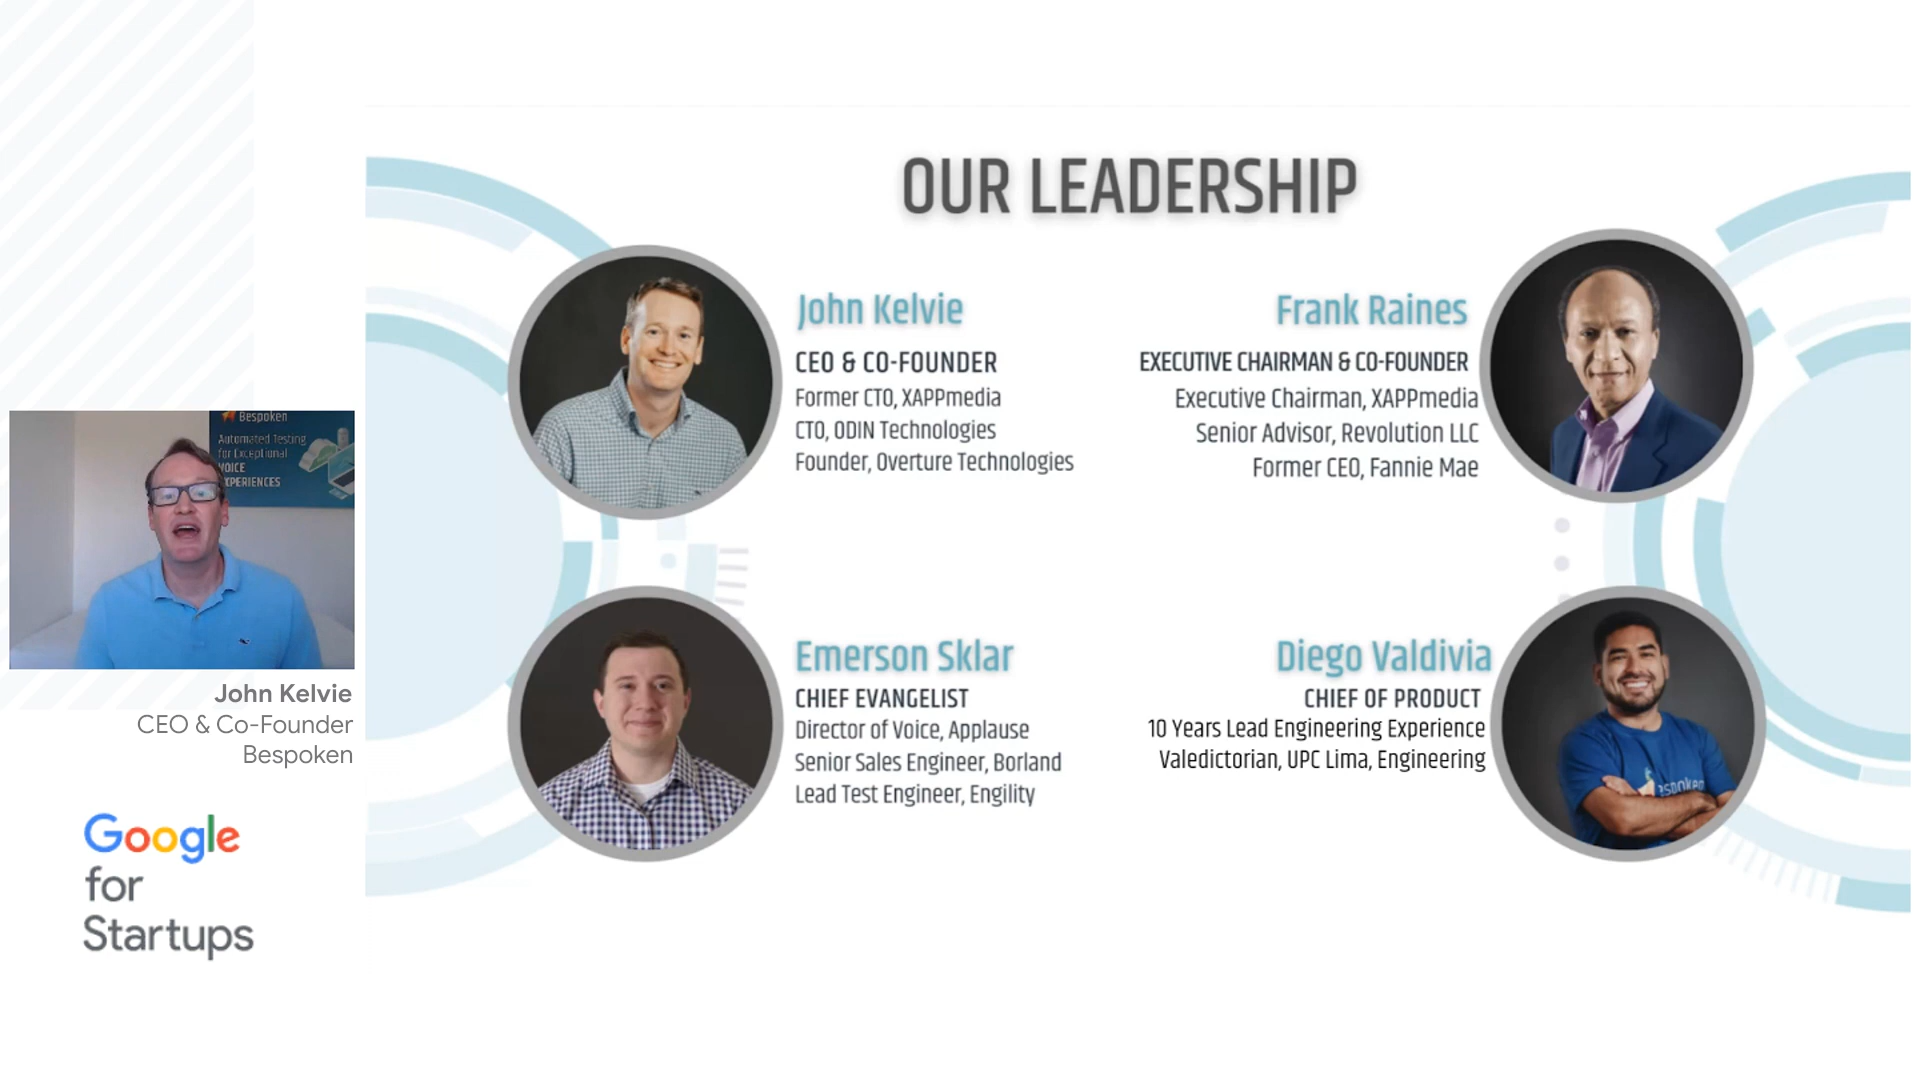 OUR LEADERSHIP
John Kelvie
CEO & CO-FOUNDER
Former CTO, XAPPmedia
CTO, ODIN Technologies
Founder, Overture Technologies
Frank Raines
EXECUTIVE CHAIRMAN & CO-FOUNDER
Executive Chairman, XAPPmedia
Senior Advisor, Revolution LLC
Former CEO, Fannie Mae
Emerson Sklar
CHIEF EVANGELIST
Director of Voice, Applause
Senior Sales Engineer, Borland
Lead Test Engineer, Engility
Diego Valdivia
CHIEF OF PRODUCT
10 Years Lead Engineering Experience
Valedictorian, UPC Lima, Engineering
Bespoken
Automated Testing
for Exceptional
VOICE
EXPERIENCES
John Kelvie
CEO & Co-Founder
Bespoken
Google
for
Startups